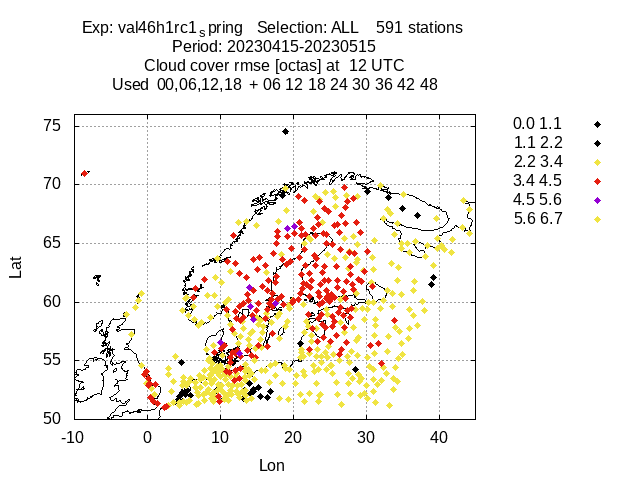 Exp: val46h1rc1spring Selection: ALL 591 stations
Period: 20230415-20230515
Cloud cover rmse [octas] at 12 UTC
Used 00,06,12,18 + 06 12 18 24 30 36 42 48
0.0 1.1
1.1 2.2
2.2 3.4
3.4 4.5
4.5 5.6
5.6 6.7
75
70
65
60
55
50
Lat
-10 0 10 20 30 40
Lon